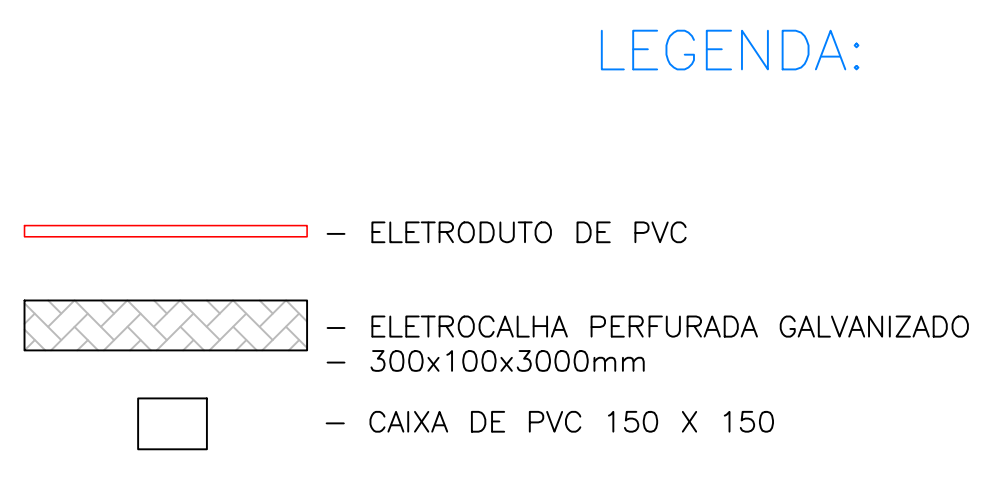 LEGENDA:
– ELETRODUTO DE PVC
– ELETROCALHA PERFURADA GALVANIZADO
– 300x100x3000mm
– CAIXA DE PVC 150 X 150